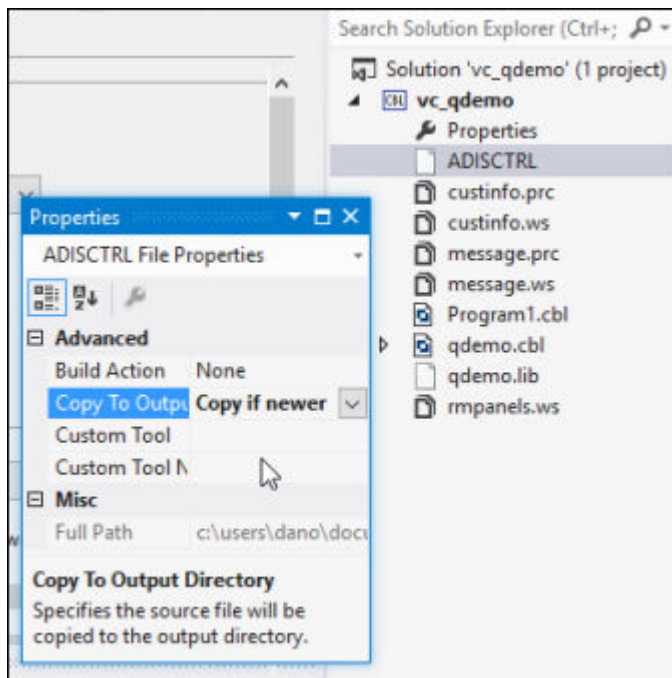 Search Solution Explorer (Ctrl+;
Solution 'vc_qdemo' (1 project)
CBL vc_qdemo
Properties
ADISCTRL
custinfo.prc
custinfo.ws
message.prc
message.ws
Program1.cbl
qdemo.cbl
qdemo.lib
rmpanels.ws
Properties
ADISCTRL File Properties
Advanced
Build Action None
Copy To Outpu Copy if newer
Custom Tool
Custom Tool N
Misc
Full Path c:\users\dano\docu
Copy To Output Directory
Specifies the source file will be
copied to the output directory.